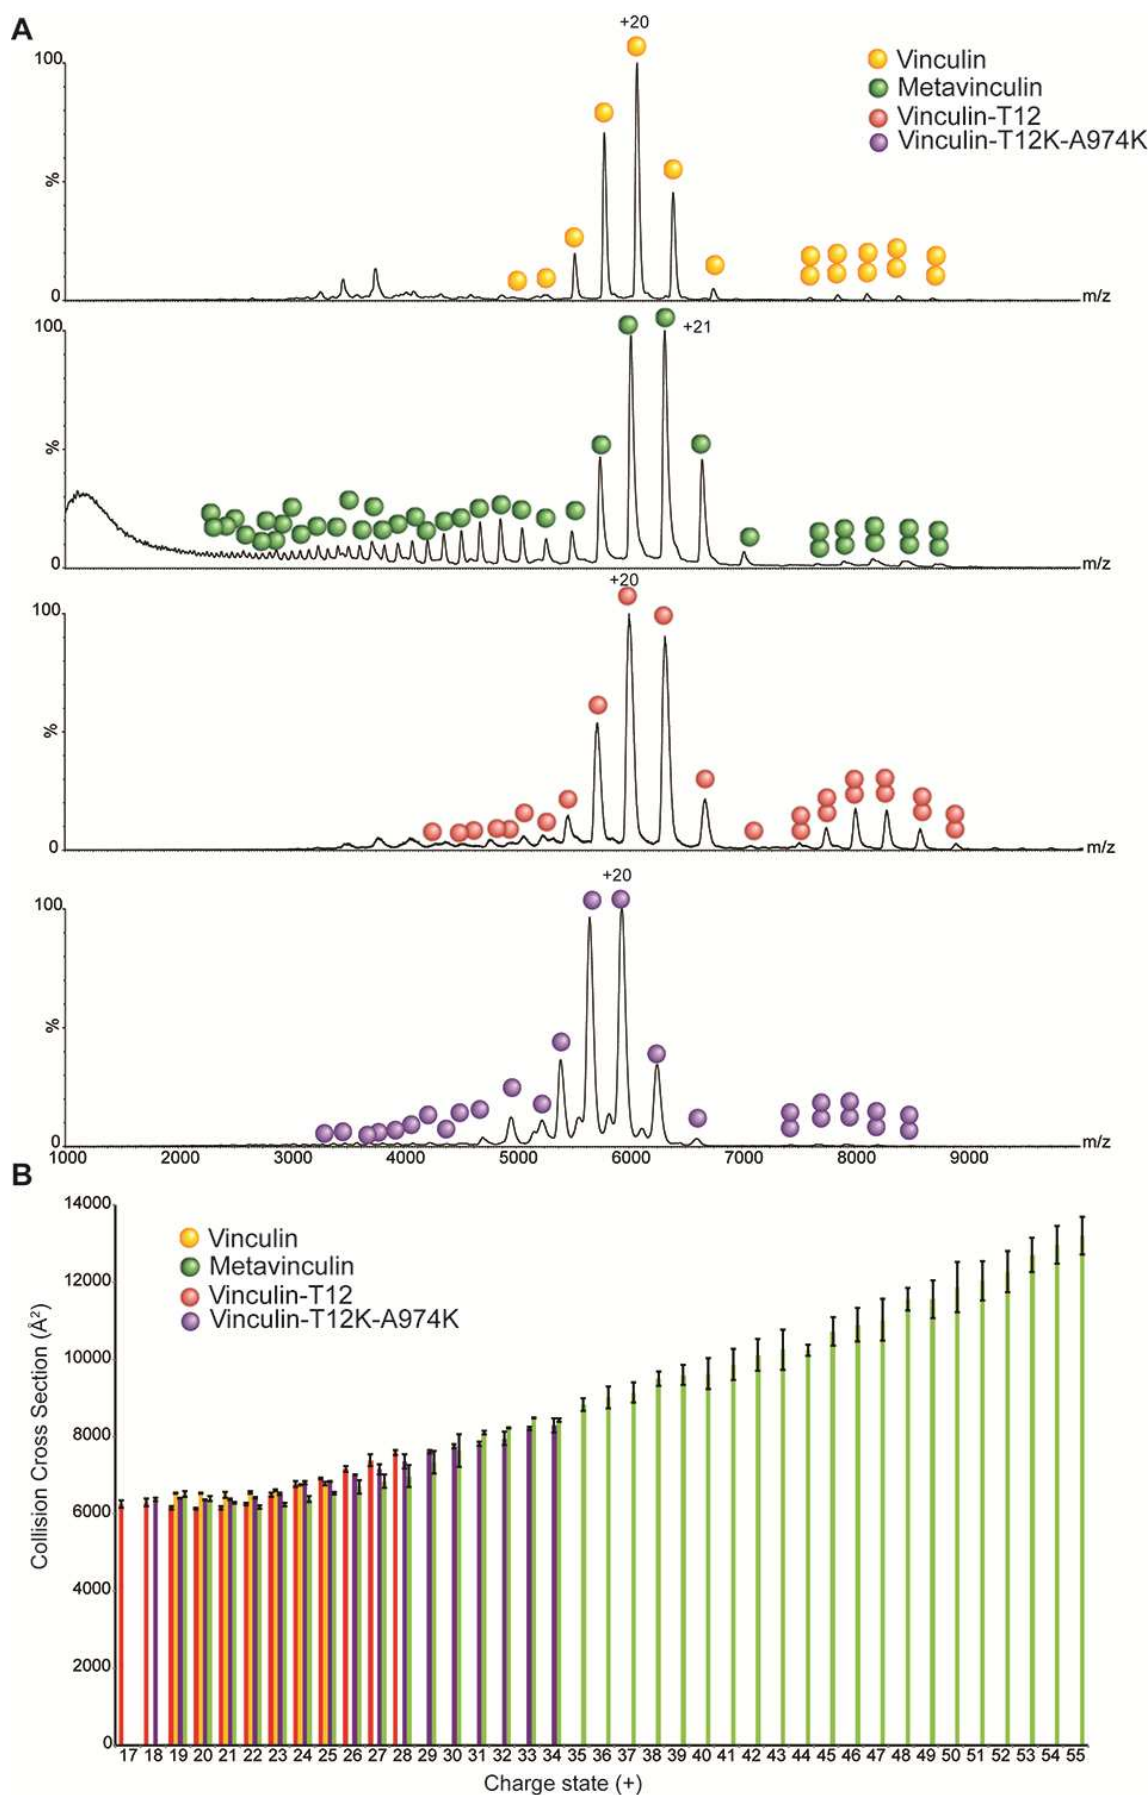 A
+20
100
Vinculin
Metavinculin
Vinculin-T12
Vinculin-T12K-A974K
%
0
m/z
100
+21
%
0
m/z
+20
100
%
0
m/z
+20
100
%
0
m/z
1000 2000 3000 4000 5000 6000 7000 8000 9000
B
14000
Vinculin
Metavinculin
Vinculin-T12
Vinculin-T12K-A974K
12000
10000
8000
6000
4000
2000
0
Collision Cross Section (Å²)
17 18 19 20 21 22 23 24 25 26 27 28 29 30 31 32 33 34 35 36 37 38 39 40 41 42 43 44 45 46 47 48 49 50 51 52 53 54 55
Charge state (+)